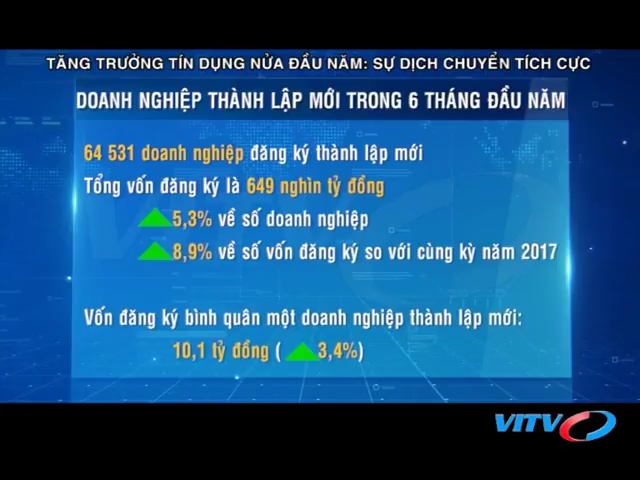 TĂNG TRƯỞNG TÍN DỤNG NỬA ĐẦU NĂM: SỰ DỊCH CHUYỂN TÍCH CỰC
DOANH NGHIỆP THÀNH LẬP MỚI TRONG 6 THÁNG ĐẦU NĂM
64 531 doanh nghiệp đăng ký thành lập mới
Tổng vốn đăng ký là 649 nghìn tỷ đồng
5,3% về số doanh nghiệp
8,9% về số vốn đăng ký so với cùng kỳ năm 2017
Vốn đăng ký bình quân một doanh nghiệp thành lập mới:
10,1 tỷ đồng ( 3,4%)
VITV